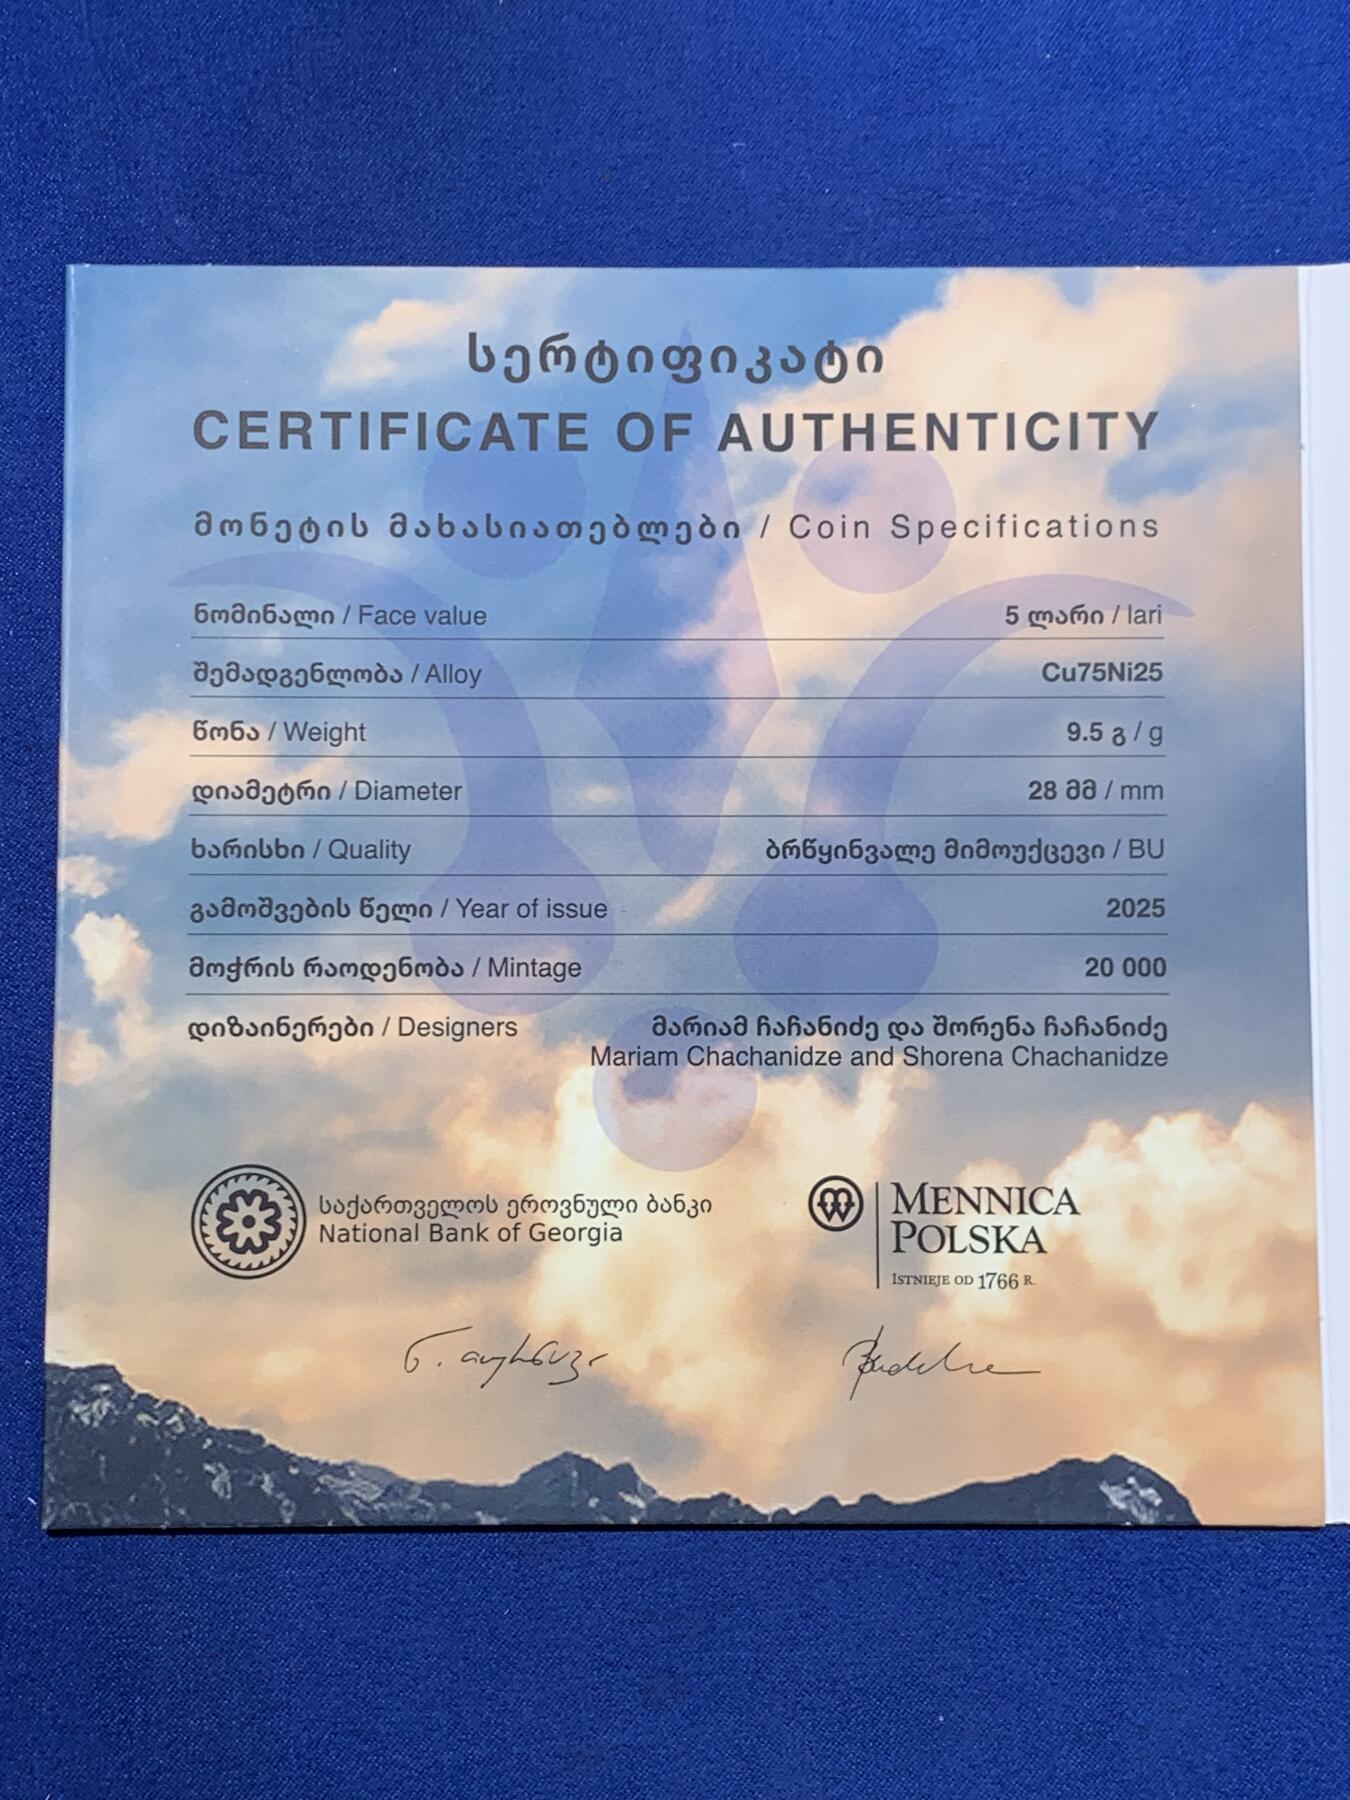 სერტიფიკატი
CERTIFICATE OF AUTHENTICITY
მონეტის მახასიათებლები / Coin Specifications
ნომინალი / Face value 5 ლარი / lari
შემადგენლობა / Alloy Cu75Ni25
წონა / Weight 9.5 გ / g
დიამეტრი / Diameter 28 მმ / mm
ხარისხი / Quality ბრწყინვალე მიმოუქცევი / BU
გამოშვების წელი / Year of issue 2025
მოჭრის რაოდენობა / Mintage 20 000
დიზაინერები / Designers მარიამ ჩაჩანიძე და შორენა ჩაჩანიძე
Mariam Chachanidze and Shorena Chachanidze
საქართველოს ეროვნული ბანკი
National Bank of Georgia
MENNICA
POLSKA
ISTNIEJE OD 1766 R.